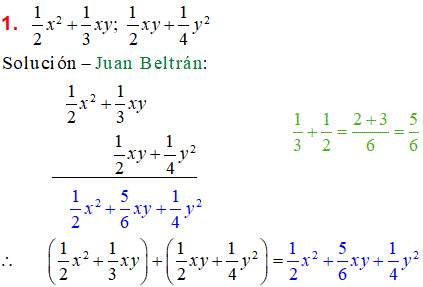 1. 1/2 x² + 1/3 xy; 1/2 xy + 1/4 y²
Solución – Juan Beltrán:
1/2 x² + 1/3 xy
1/2 xy + 1/4 y²
1/3 + 1/2 = (2+3)/6 = 5/6
1/2 x² + 5/6 xy + 1/4 y²
∴ (1/2 x² + 1/3 xy) + (1/2 xy + 1/4 y²) = 1/2 x² + 5/6 xy + 1/4 y²